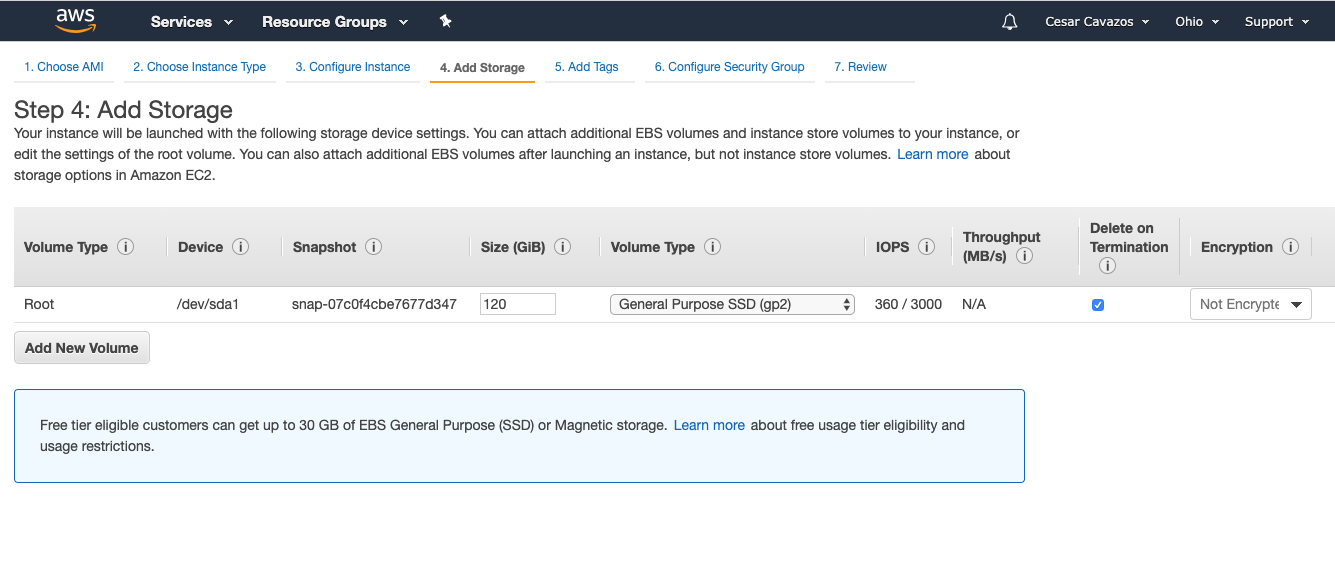 aws Services Resource Groups Cesar Cavazos Ohio Support
1. Choose AMI 2. Choose Instance Type 3. Configure Instance 4. Add Storage 5. Add Tags 6. Configure Security Group 7. Review
Step 4: Add Storage
Your instance will be launched with the following storage device settings. You can attach additional EBS volumes and instance store volumes to your instance, or
edit the settings of the root volume. You can also attach additional EBS volumes after launching an instance, but not instance store volumes. Learn more about
storage options in Amazon EC2.
Volume Type i Device i Snapshot i Size (GiB) i Volume Type i IOPS i Throughput (MB/s) i Delete on Termination i Encryption i
Root /dev/sda1 snap-07c0f4cbe7677d347 120 General Purpose SSD (gp2) 360 / 3000 N/A Not Encrypte
Add New Volume
Free tier eligible customers can get up to 30 GB of EBS General Purpose (SSD) or Magnetic storage. Learn more about free usage tier eligibility and
usage restrictions.